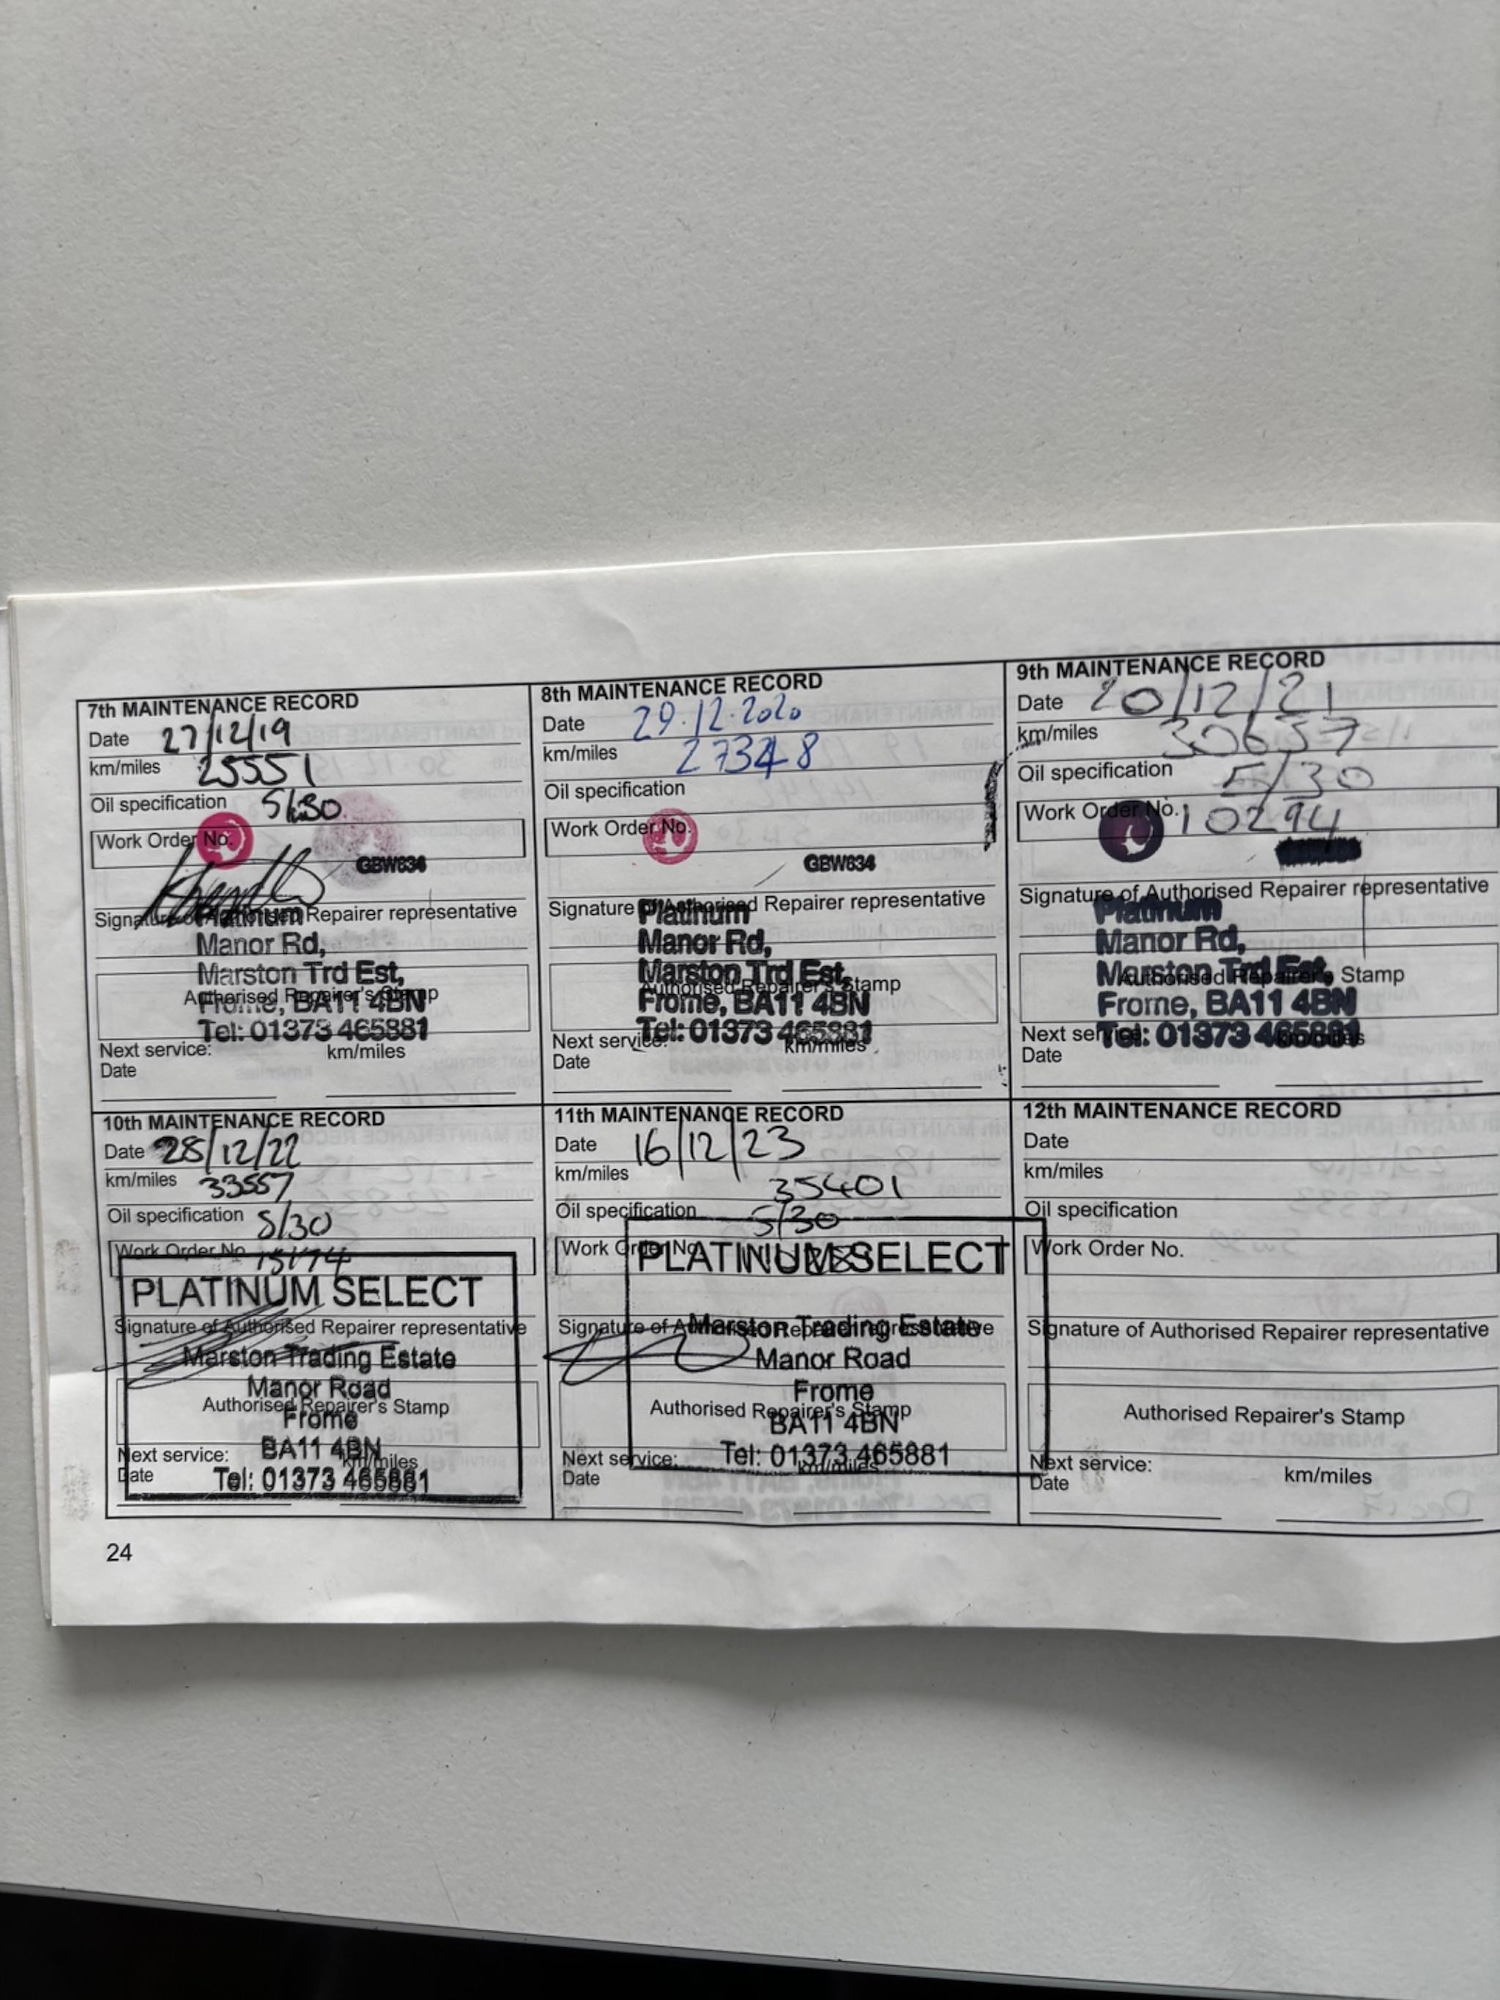 7th MAINTENANCE RECORD
Date 27/12/19
km/miles 25551
Oil specification 5w30
Work Order No.
GBW834
Signature of Authorised Repairer representative
Platinum
Manor Rd,
Marston Trd Est,
Authorised Repairer's Stamp
Frome, BA11 4BN
Tel: 01373 465881
Next service: km/miles
Date
8th MAINTENANCE RECORD
Date 29.12.2020
km/miles 27348
Oil specification
Work Order No.
GBW834
Signature of Authorised Repairer representative
Platinum
Manor Rd,
Marston Trd Est,
Authorised Repairer's Stamp
Frome, BA11 4BN
Tel: 01373 465881
Next service: km/miles
Date
9th MAINTENANCE RECORD
Date 20/12/21
km/miles 30657
Oil specification 5/30
Work Order No. 10294
Signature of Authorised Repairer representative
Platinum
Manor Rd,
Marston Trd Est,
Authorised Repairer's Stamp
Frome, BA11 4BN
Next service: km/miles
Tel: 01373 465881
Date
10th MAINTENANCE RECORD
Date 28/12/22
km/miles 33557
Oil specification 5/30
Work Order No.
PLATINUM SELECT
Signature of Authorised Repairer representative
Marston Trading Estate
Manor Road
Authorised Repairer's Stamp
Frome
BA11 4BN
Next service: km/miles
Date
Tel: 01373 465881
11th MAINTENANCE RECORD
Date 16/12/23
km/miles 35401
Oil specification 5/30
Work Order No.
PLATINUM SELECT
Signature of Authorised Repairer representative
Marston Trading Estate
Manor Road
Frome
Authorised Repairer's Stamp
BA11 4BN
Tel: 01373 465881
Next service: km/miles
Date
12th MAINTENANCE RECORD
Date
km/miles
Oil specification
Work Order No.
Signature of Authorised Repairer representative
Authorised Repairer's Stamp
Next service: km/miles
Date
24